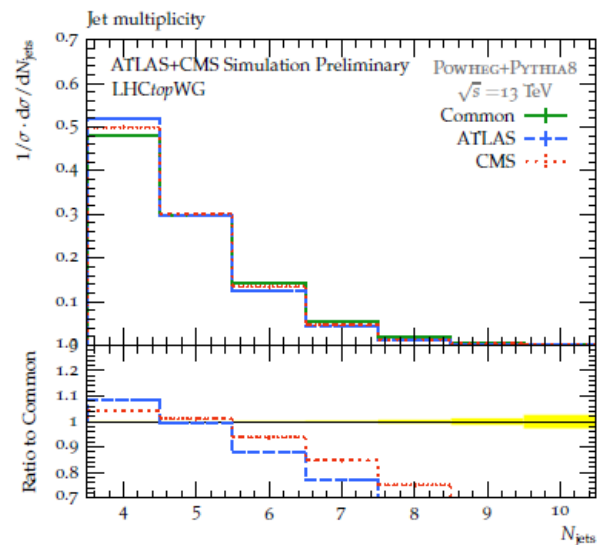 Jet multiplicity
1/σ · dσ/dN_jets
0.7
0.6
0.5
0.4
0.3
0.2
0.1
ATLAS+CMS Simulation Preliminary
LHCtopWG
POWHEG+PYTHIA8
√s =13 TeV
Common
ATLAS
CMS
Ratio to Common
1.2
1.1
1
0.9
0.8
0.7
4 5 6 7 8 9 10
N_jets